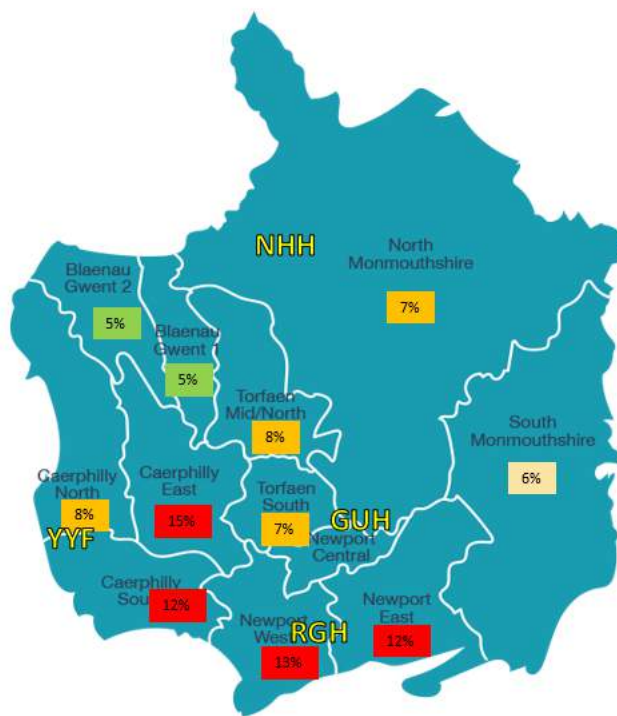 NHH
North
Monmouthshire
7%
Blaenau
Gwent 2
5%
Blaenau
Gwent 1
5%
Torfaen
Mid/North
8%
South
Monmouthshire
6%
Caerphilly
North
8%
YYF
Caerphilly
East
15%
Torfaen
South
7%
GUH
Newport
Central
Caerphilly
Sou
12%
Newport
West
13%
RGH
Newport
East
12%